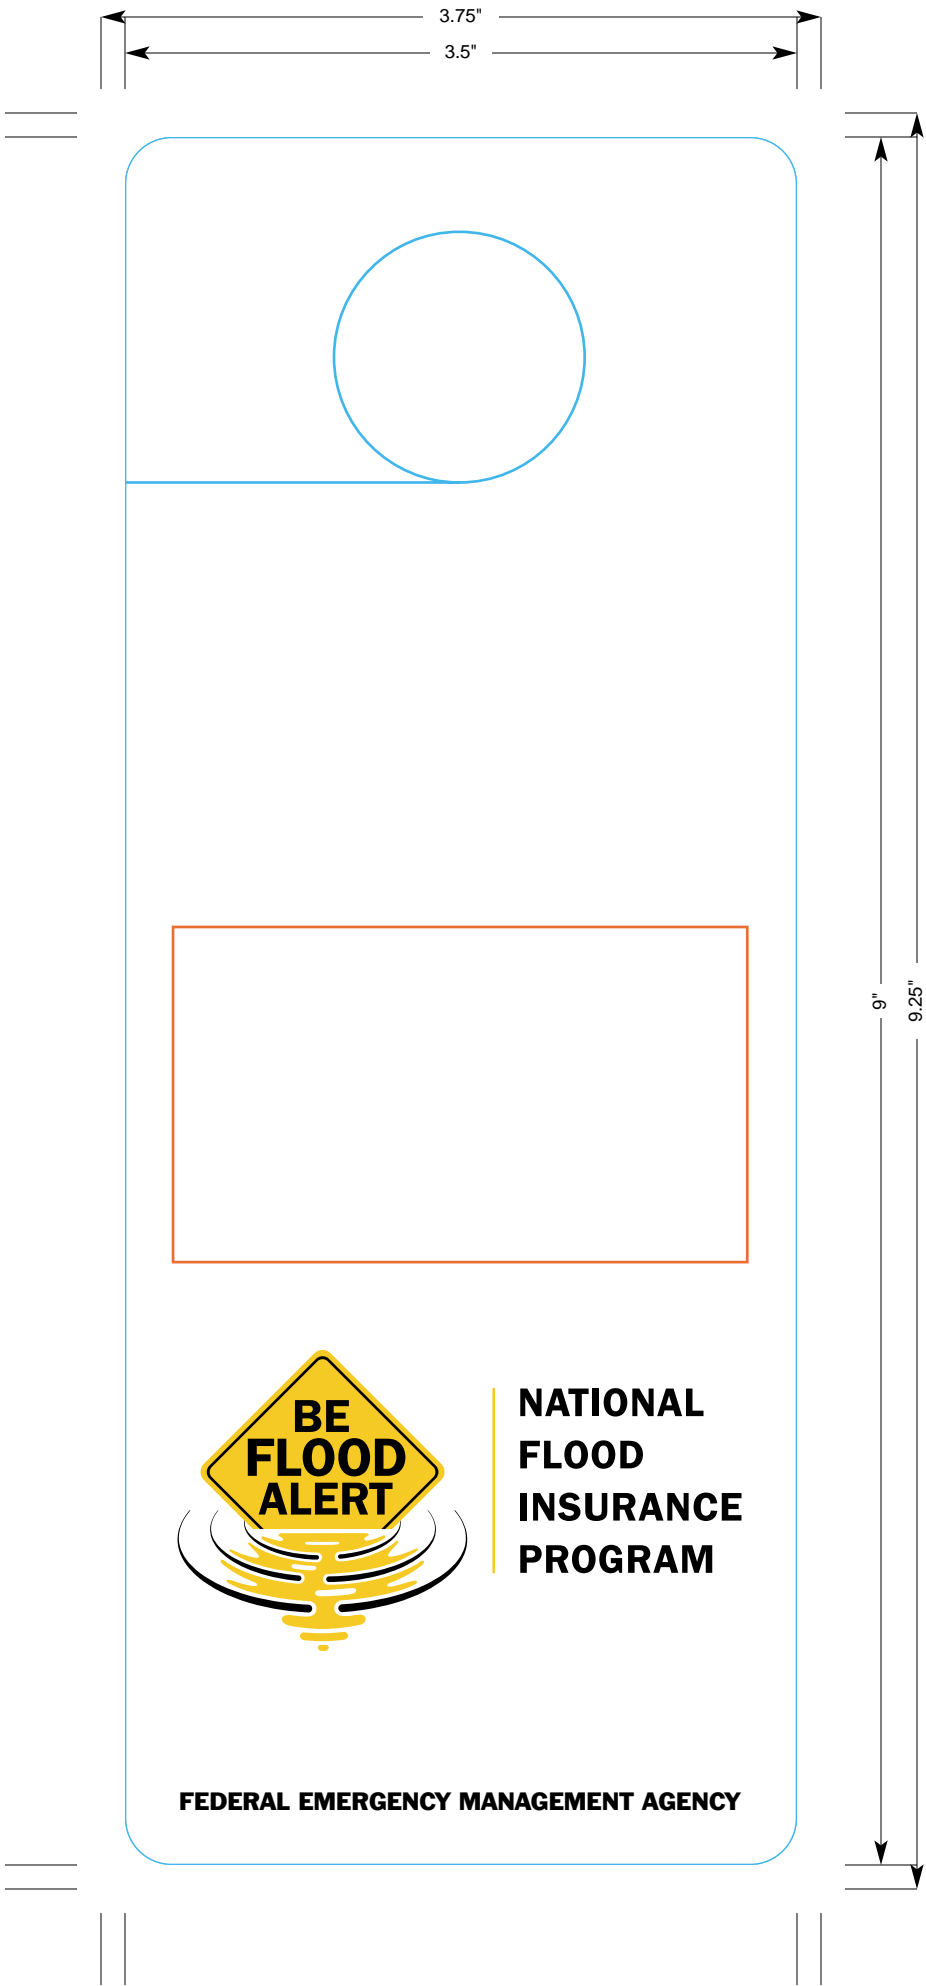 3.75"
3.5"
9"
9.25"
BE
FLOOD
ALERT
NATIONAL
FLOOD
INSURANCE
PROGRAM
FEDERAL EMERGENCY MANAGEMENT AGENCY